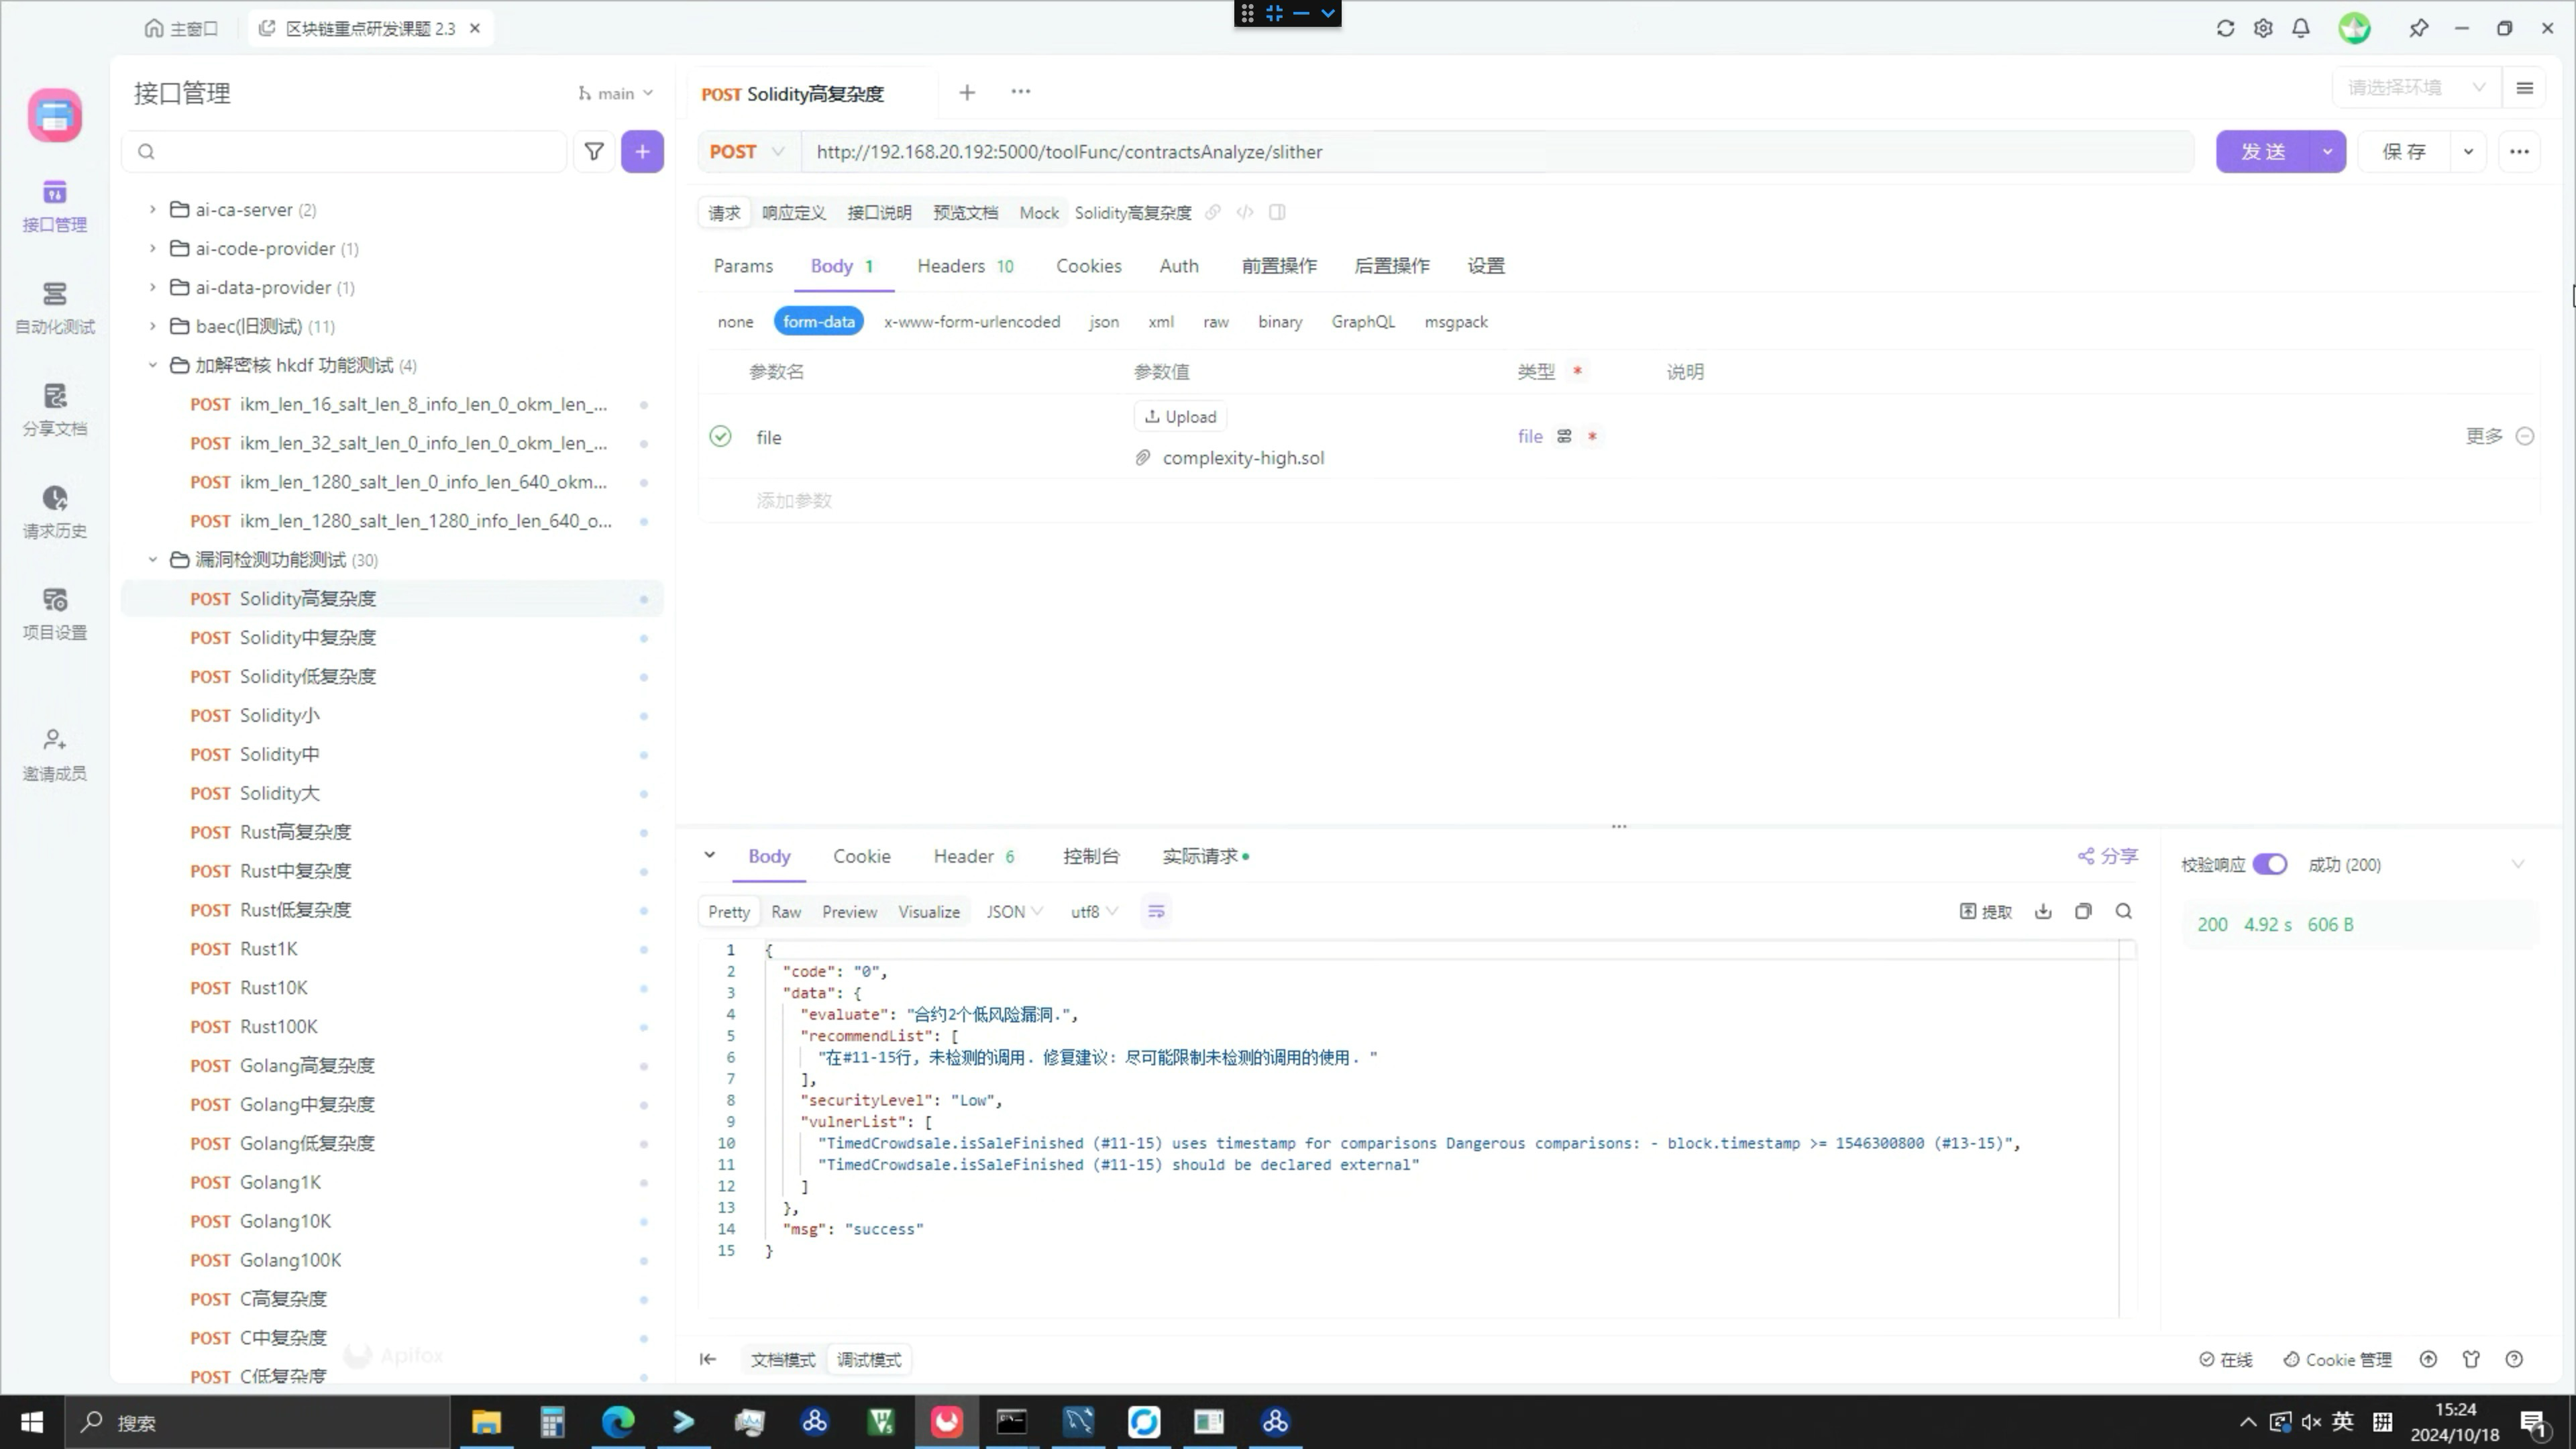 主窗口
区块链重点研发课题 2.3
接口管理
main
POST Solidity高复杂度
请选择环境
POST
http://192.168.20.192:5000/toolFunc/contractsAnalyze/slither
发送
保存
接口管理
自动化测试
分享文档
请求历史
项目设置
邀请成员
ai-ca-server (2)
ai-code-provider (1)
ai-data-provider (1)
baec(旧测试) (11)
加解密核 hkdf 功能测试 (4)
POST ikm_len_16_salt_len_8_info_len_0_okm_len_...
POST ikm_len_32_salt_len_0_info_len_0_okm_len_...
POST ikm_len_1280_salt_len_0_info_len_640_okm...
POST ikm_len_1280_salt_len_1280_info_len_640_o...
漏洞检测功能测试 (30)
POST Solidity高复杂度
POST Solidity中复杂度
POST Solidity低复杂度
POST Solidity小
POST Solidity中
POST Solidity大
POST Rust高复杂度
POST Rust中复杂度
POST Rust低复杂度
POST Rust1K
POST Rust10K
POST Rust100K
POST Golang高复杂度
POST Golang中复杂度
POST Golang低复杂度
POST Golang1K
POST Golang10K
POST Golang100K
POST C高复杂度
POST C中复杂度
POST C低复杂度
Apifox
请求 响应定义 接口说明 预览文档 Mock Solidity高复杂度
Params Body 1 Headers 10 Cookies Auth 前置操作 后置操作 设置
none form-data x-www-form-urlencoded json xml raw binary GraphQL msgpack
参数名 参数值 类型 * 说明
Upload
file file * 更多
complexity-high.sol
添加参数
Body Cookie Header 6 控制台 实际请求 分享
校验响应 成功 (200)
Pretty Raw Preview Visualize JSON utf8 提取
200 4.92 s 606 B
1 {
2 "code": "0",
3 "data": {
4 "evaluate": "合约2个低风险漏洞.",
5 "recommendList": [
6 "在#11-15行, 未检测的调用. 修复建议: 尽可能限制未检测的调用的使用. "
7 ],
8 "securityLevel": "Low",
9 "vulnerList": [
10 "TimedCrowdsale.isSaleFinished (#11-15) uses timestamp for comparisons Dangerous comparisons: - block.timestamp >= 1546300800 (#13-15)",
11 "TimedCrowdsale.isSaleFinished (#11-15) should be declared external"
12 ]
13 },
14 "msg": "success"
15 }
文档模式 调试模式
在线 Cookie 管理
搜索
英 拼
15:24
2024/10/18
1